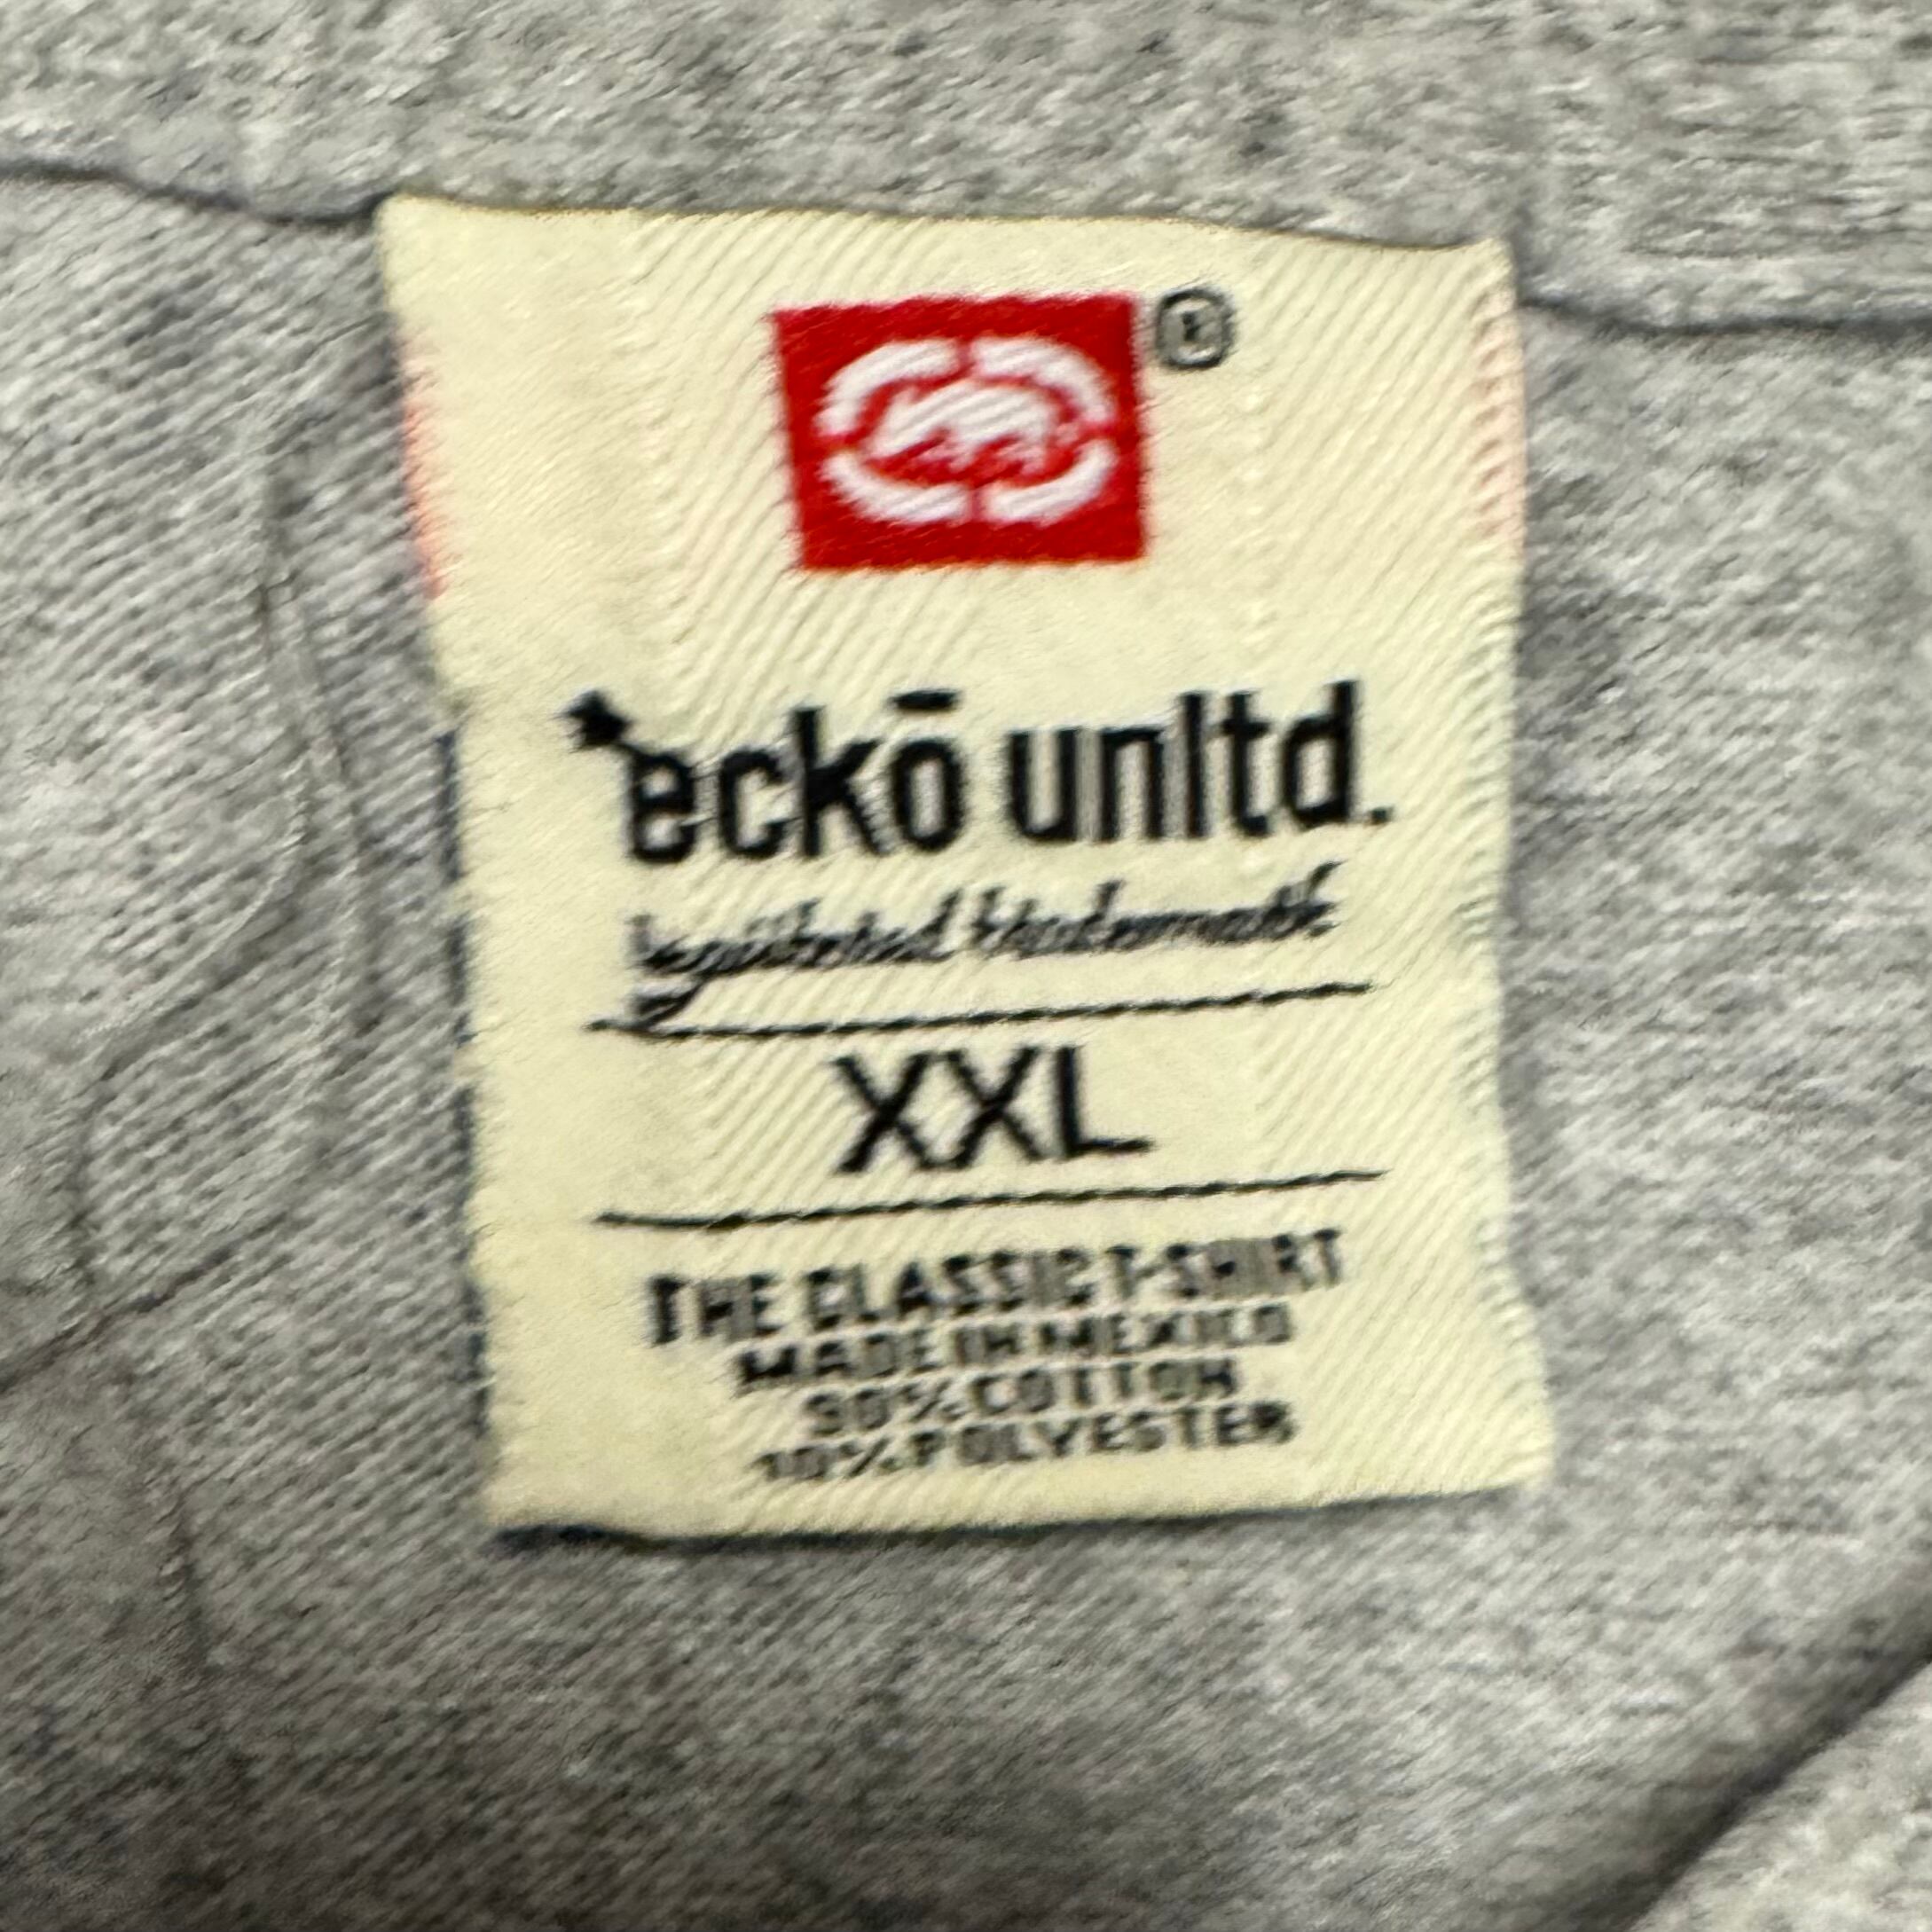 ®
eckō unltd.
registered trademark
XXL
THE CLASSIC T-SHIRT
MADE IN MEXICO
90% COTTON
10% POLYESTER